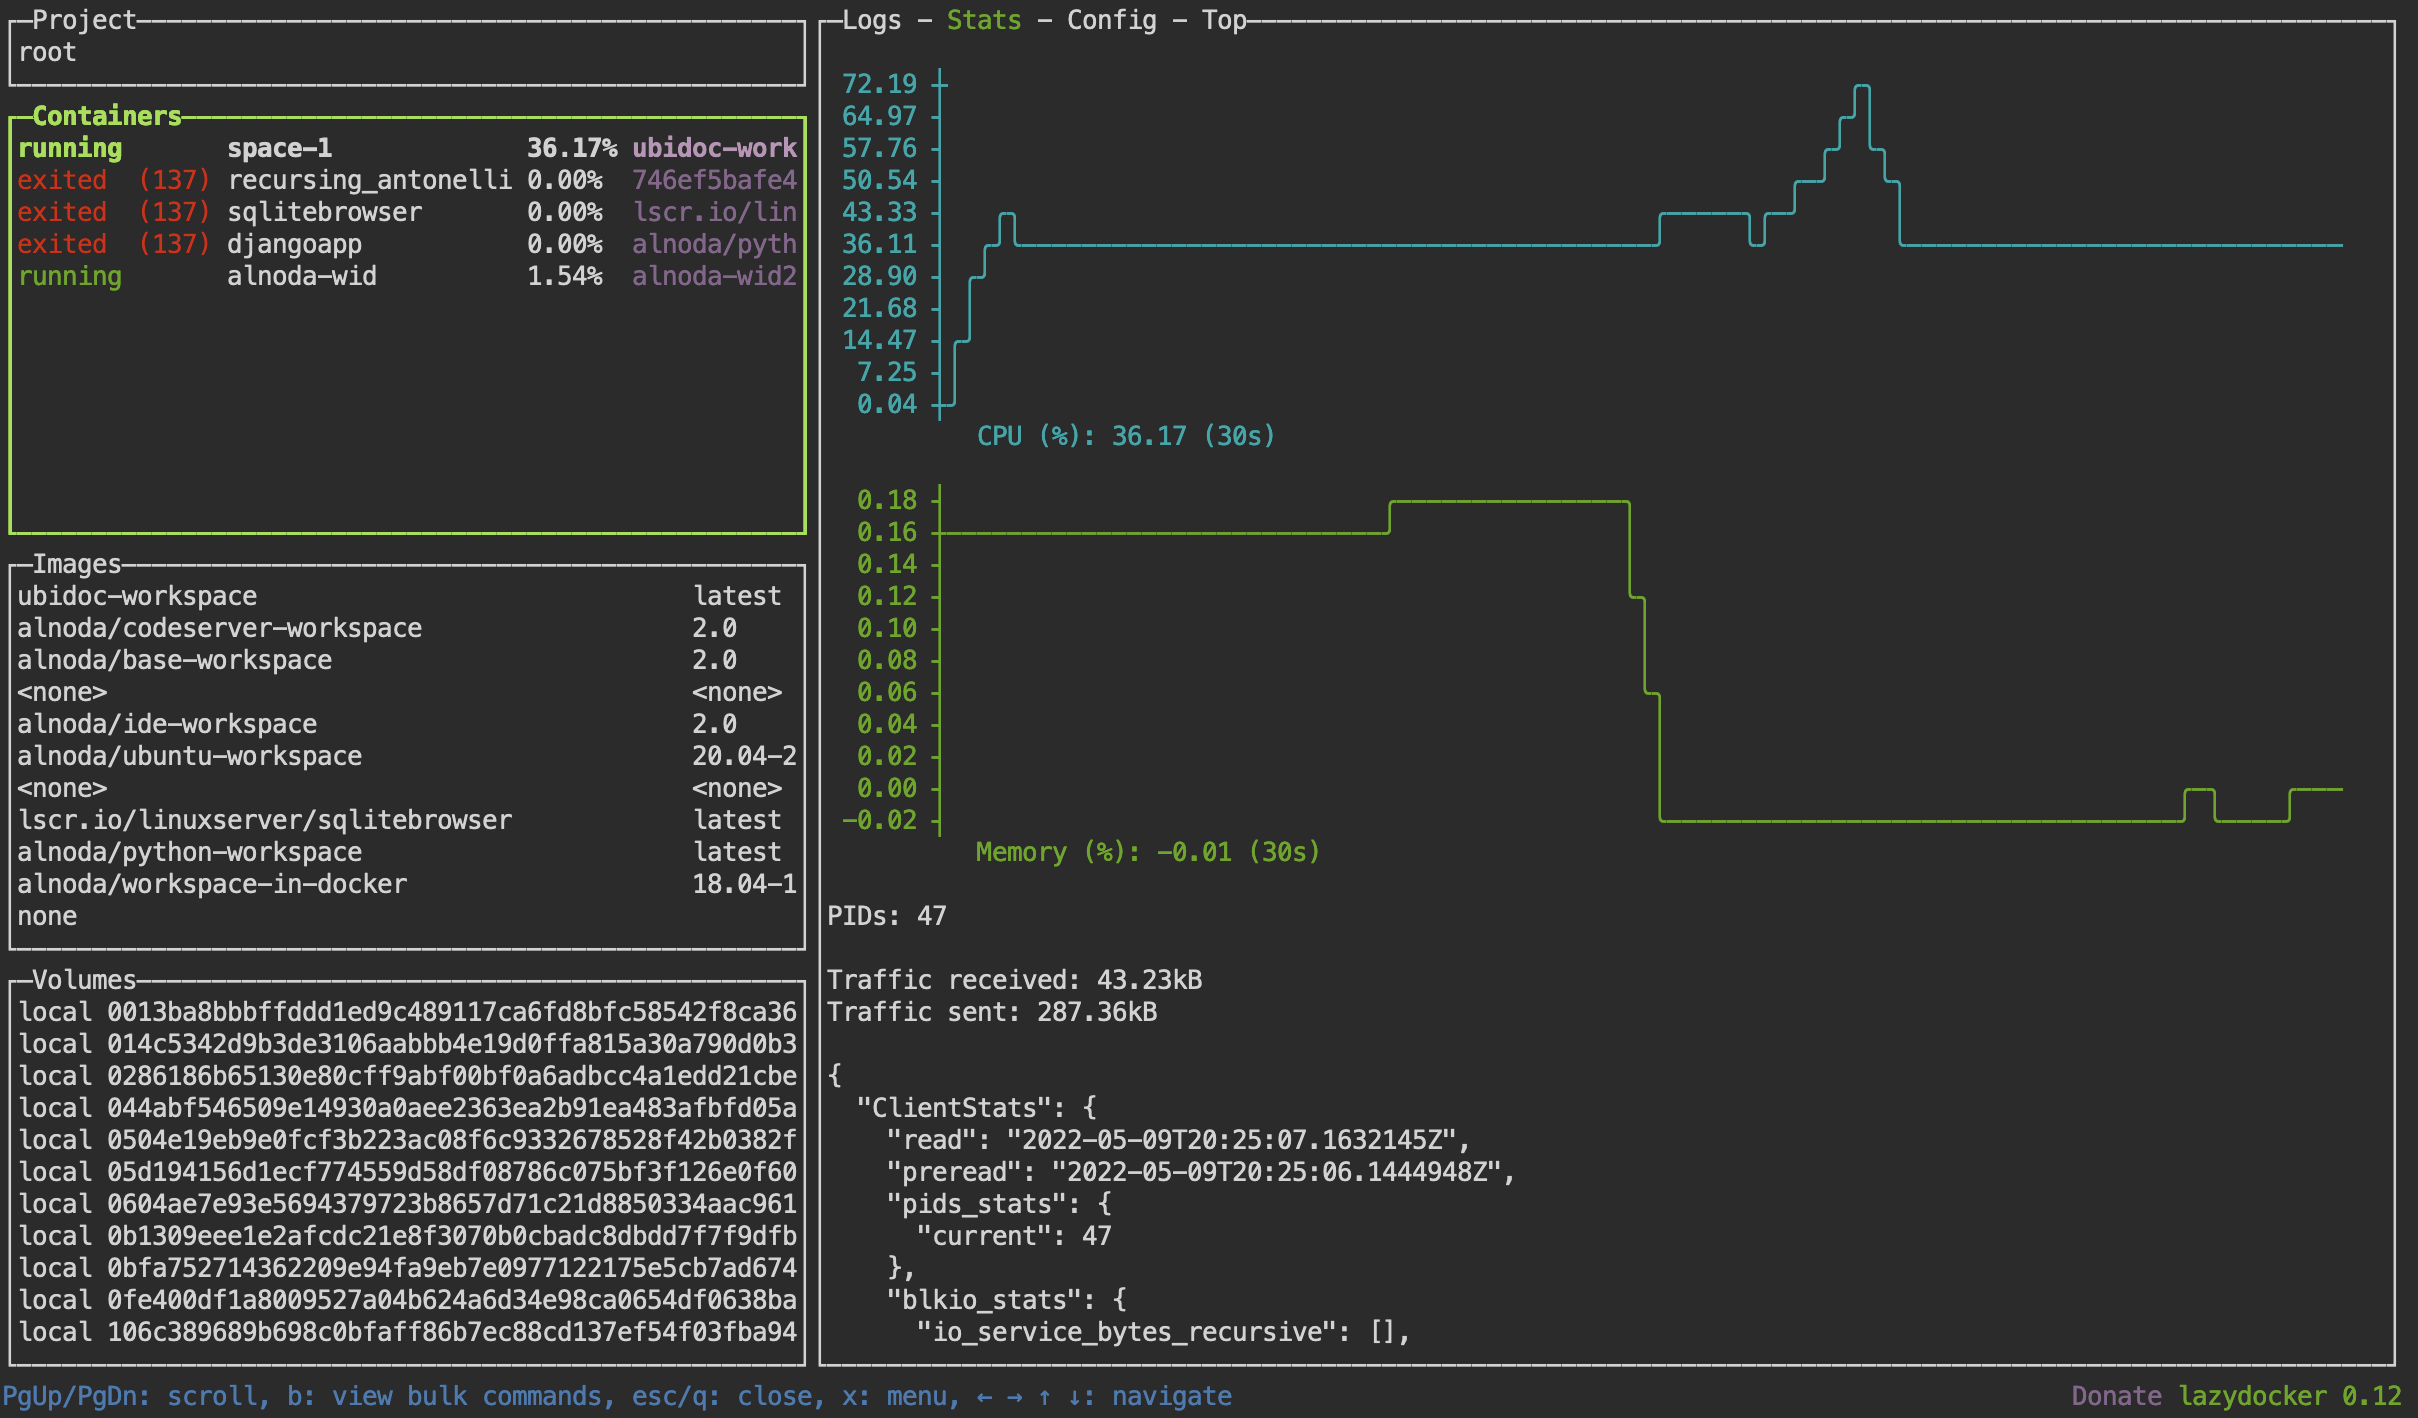 Project
root
Containers
running space-1 36.17% ubidoc-work
exited (137) recursing_antonelli 0.00% 746ef5bafe4
exited (137) sqlitebrowser 0.00% lscr.io/lin
exited (137) djangoapp 0.00% alnoda/pyth
running alnoda-wid 1.54% alnoda-wid2
Images
ubidoc-workspace latest
alnoda/codeserver-workspace 2.0
alnoda/base-workspace 2.0
<none> <none>
alnoda/ide-workspace 2.0
alnoda/ubuntu-workspace 20.04-2
<none> <none>
lscr.io/linuxserver/sqlitebrowser latest
alnoda/python-workspace latest
alnoda/workspace-in-docker 18.04-1
none
Volumes
local 0013ba8bbbffddd1ed9c489117ca6fd8bfc58542f8ca36
local 014c5342d9b3de3106aabbb4e19d0ffa815a30a790d0b3
local 0286186b65130e80cff9abf00bf0a6adbcc4a1edd21cbe
local 044abf546509e14930a0aee2363ea2b91ea483afbfd05a
local 0504e19eb9e0fcf3b223ac08f6c9332678528f42b0382f
local 05d194156d1ecf774559d58df08786c075bf3f126e0f60
local 0604ae7e93e5694379723b8657d71c21d8850334aac961
local 0b1309eee1e2afcdc21e8f3070b0cbadc8dbdd7f7f9dfb
local 0bfa752714362209e94fa9eb7e0977122175e5cb7ad674
local 0fe400df1a8009527a04b624a6d34e98ca0654df0638ba
local 106c389689b698c0bfaff86b7ec88cd137ef54f03fba94
Logs - Stats - Config - Top
72.19
64.97
57.76
50.54
43.33
36.11
28.90
21.68
14.47
7.25
0.04
CPU (%): 36.17 (30s)
0.18
0.16
0.14
0.12
0.10
0.08
0.06
0.04
0.02
0.00
-0.02
Memory (%): -0.01 (30s)
PIDs: 47
Traffic received: 43.23kB
Traffic sent: 287.36kB
{
"ClientStats": {
"read": "2022-05-09T20:25:07.1632145Z",
"preread": "2022-05-09T20:25:06.1444948Z",
"pids_stats": {
"current": 47
},
"blkio_stats": {
"io_service_bytes_recursive": [],
PgUp/PgDn: scroll, b: view bulk commands, esc/q: close, x: menu, ← → ↑ ↓: navigate
Donate lazydocker 0.12